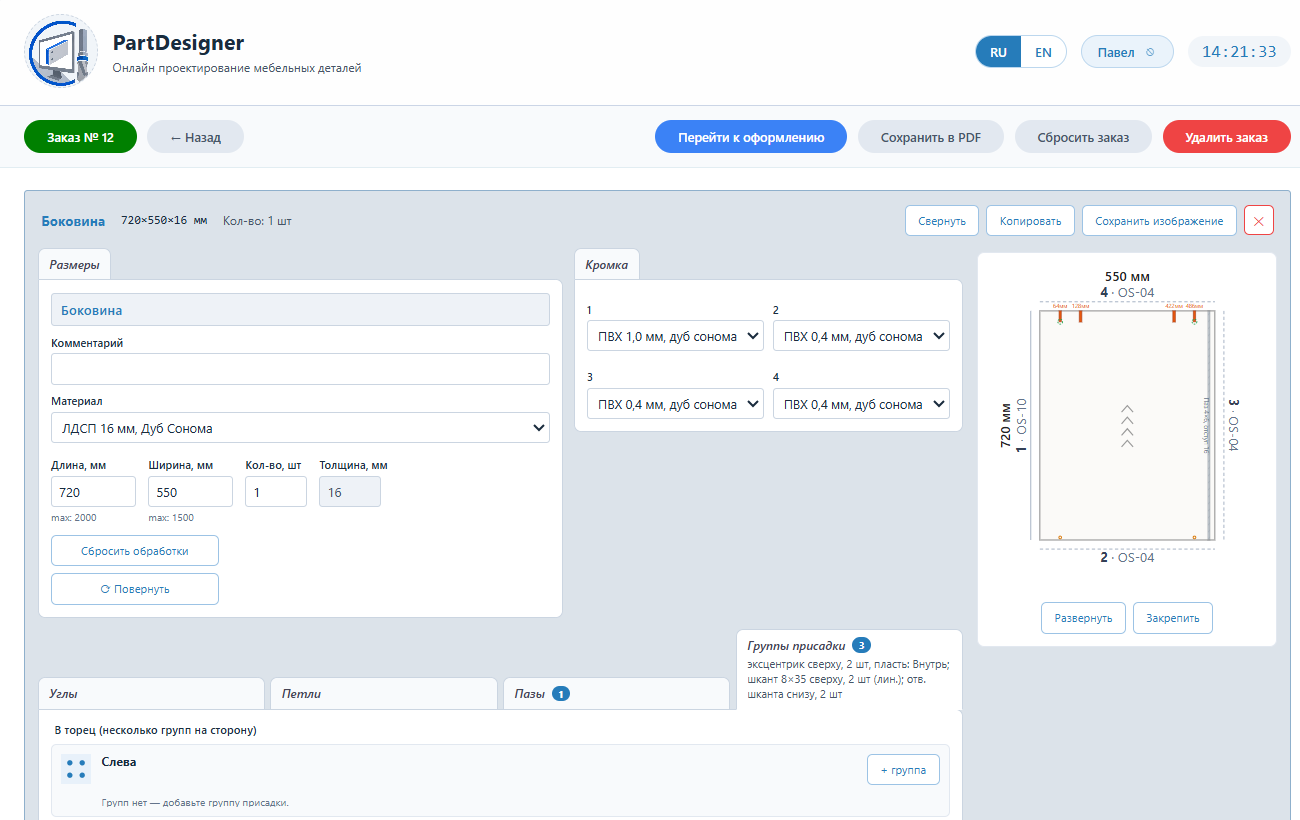 PartDesigner
Онлайн проектирование мебельных деталей
RU EN
Павел
14:21:33
Заказ № 12
← Назад
Перейти к оформлению
Сохранить в PDF
Сбросить заказ
Удалить заказ
Боковина 720×550×16 мм Кол-во: 1 шт
Свернуть
Копировать
Сохранить изображение
Размеры
Боковина
Комментарий
Материал
ЛДСП 16 мм, Дуб Сонома
Длина, мм Ширина, мм Кол-во, шт Толщина, мм
720 550 1 16
max: 2000 max: 1500
Сбросить обработки
Повернуть
Кромка
1 2
ПВХ 1,0 мм, дуб сонома ПВХ 0,4 мм, дуб сонома
3 4
ПВХ 0,4 мм, дуб сонома ПВХ 0,4 мм, дуб сонома
550 мм
4 · OS-04
64мм 128мм
720 мм
1 · OS-10
3 · OS-04
2 · OS-04
Развернуть
Закрепить
Углы
Петли
Пазы 1
Группы присадки 3
эксцентрик сверху, 2 шт, пласть: Внутрь;
шкант 8×35 сверху, 2 шт (лин.); отв.
шканта снизу, 2 шт
В торец (несколько групп на сторону)
Слева
+ группа
Групп нет — добавьте группу присадки.